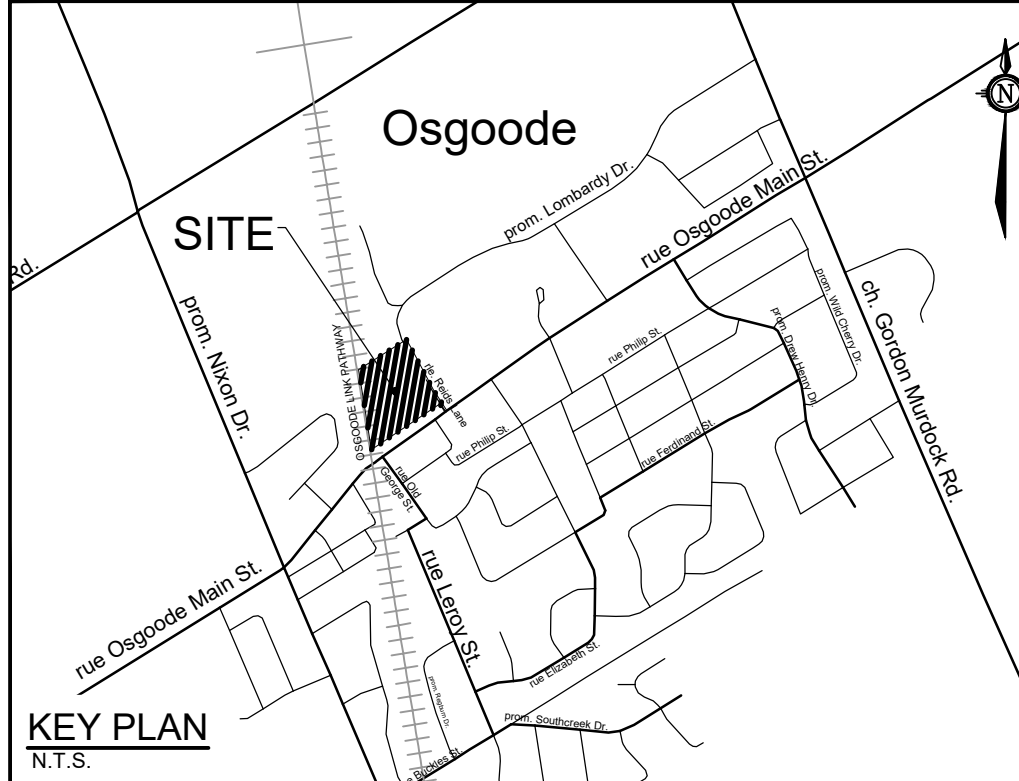 Osgoode
N
prom. Lombardy Dr.
SITE
rue Osgoode Main St.
Rd.
prom. Nixon Dr.
OSGOODE LINK PATHWAY
rle. Reids Lane
rue Philip St.
prom. Wild Cherry Dr.
prom. Drew Henry Dr.
ch. Gordon Murdock Rd.
rue Philip St.
rue Ferdinand St.
rue Old
George St.
rue Leroy St.
rue Osgoode Main St.
rue Elizabeth St.
prom. Southcreek Dr.
e Buckles St.
KEY PLAN
N.T.S.